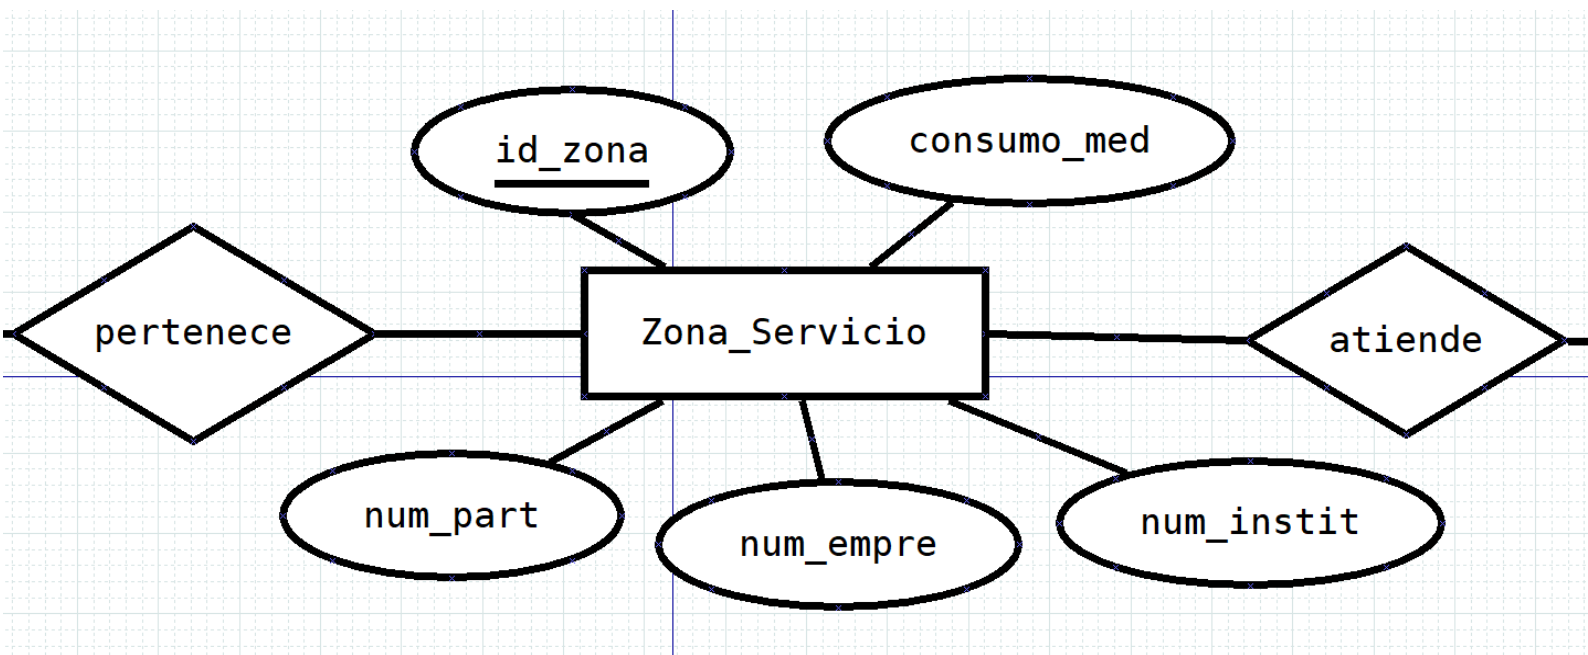 id_zona
consumo_med
pertenece
Zona_Servicio
atiende
num_part
num_empre
num_instit